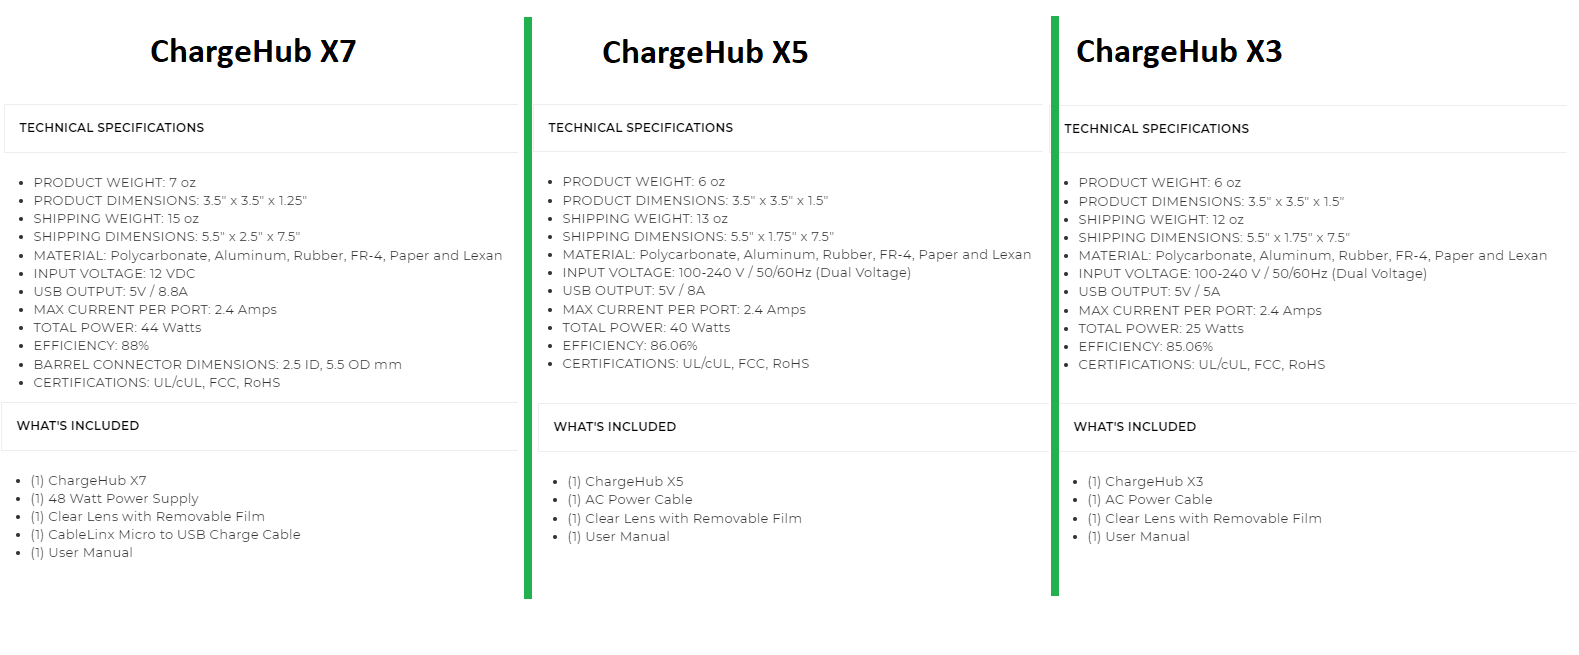 ChargeHub X7
TECHNICAL SPECIFICATIONS
• PRODUCT WEIGHT: 7 oz
• PRODUCT DIMENSIONS: 3.5" x 3.5" x 1.25"
• SHIPPING WEIGHT: 15 oz
• SHIPPING DIMENSIONS: 5.5" x 2.5" x 7.5"
• MATERIAL: Polycarbonate, Aluminum, Rubber, FR-4, Paper and Lexan
• INPUT VOLTAGE: 12 VDC
• USB OUTPUT: 5V / 8.8A
• MAX CURRENT PER PORT: 2.4 Amps
• TOTAL POWER: 44 Watts
• EFFICIENCY: 88%
• BARREL CONNECTOR DIMENSIONS: 2.5 ID, 5.5 OD mm
• CERTIFICATIONS: UL/cUL, FCC, RoHS
WHAT'S INCLUDED
• (1) ChargeHub X7
• (1) 48 Watt Power Supply
• (1) Clear Lens with Removable Film
• (1) CableLinx Micro to USB Charge Cable
• (1) User Manual
ChargeHub X5
TECHNICAL SPECIFICATIONS
• PRODUCT WEIGHT: 6 oz
• PRODUCT DIMENSIONS: 3.5" x 3.5" x 1.5"
• SHIPPING WEIGHT: 13 oz
• SHIPPING DIMENSIONS: 5.5" x 1.75" x 7.5"
• MATERIAL: Polycarbonate, Aluminum, Rubber, FR-4, Paper and Lexan
• INPUT VOLTAGE: 100-240 V / 50/60Hz (Dual Voltage)
• USB OUTPUT: 5V / 8A
• MAX CURRENT PER PORT: 2.4 Amps
• TOTAL POWER: 40 Watts
• EFFICIENCY: 86.06%
• CERTIFICATIONS: UL/cUL, FCC, RoHS
WHAT'S INCLUDED
• (1) ChargeHub X5
• (1) AC Power Cable
• (1) Clear Lens with Removable Film
• (1) User Manual
ChargeHub X3
TECHNICAL SPECIFICATIONS
• PRODUCT WEIGHT: 6 oz
• PRODUCT DIMENSIONS: 3.5" x 3.5" x 1.5"
• SHIPPING WEIGHT: 12 oz
• SHIPPING DIMENSIONS: 5.5" x 1.75" x 7.5"
• MATERIAL: Polycarbonate, Aluminum, Rubber, FR-4, Paper and Lexan
• INPUT VOLTAGE: 100-240 V / 50/60Hz (Dual Voltage)
• USB OUTPUT: 5V / 5A
• MAX CURRENT PER PORT: 2.4 Amps
• TOTAL POWER: 25 Watts
• EFFICIENCY: 85.06%
• CERTIFICATIONS: UL/cUL, FCC, RoHS
WHAT'S INCLUDED
• (1) ChargeHub X3
• (1) AC Power Cable
• (1) Clear Lens with Removable Film
• (1) User Manual